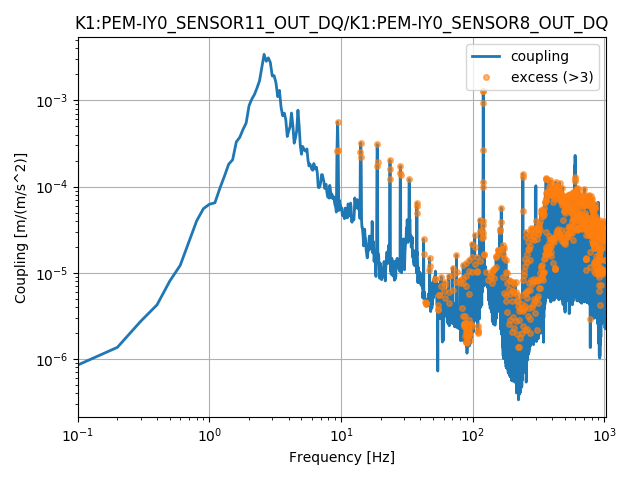 K1:PEM-IY0_SENSOR11_OUT_DQ/K1:PEM-IY0_SENSOR8_OUT_DQ
coupling
excess (>3)
Coupling [m/(m/s^2)]
10⁻³
10⁻⁴
10⁻⁵
10⁻⁶
10⁻¹
10⁰
10¹
10²
10³
Frequency [Hz]